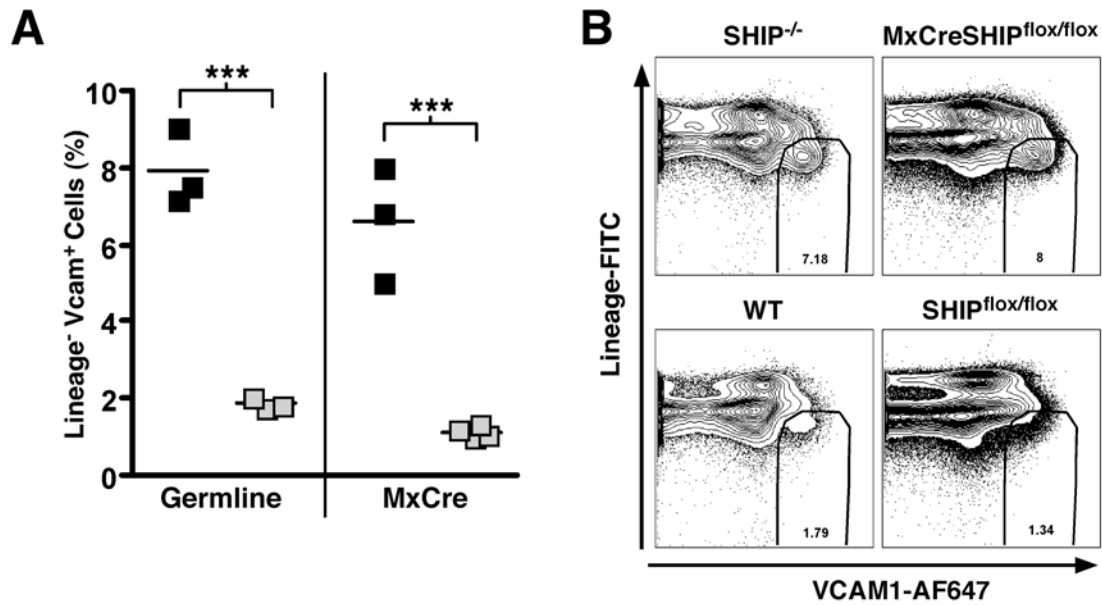 A
***
***
10
8
6
4
2
0
Lineage⁻ Vcam⁺ Cells (%)
Germline
MxCre
B
SHIP⁻/⁻
MxCreSHIPflox/flox
7.18
8
WT
SHIPflox/flox
1.79
1.34
Lineage-FITC
VCAM1-AF647